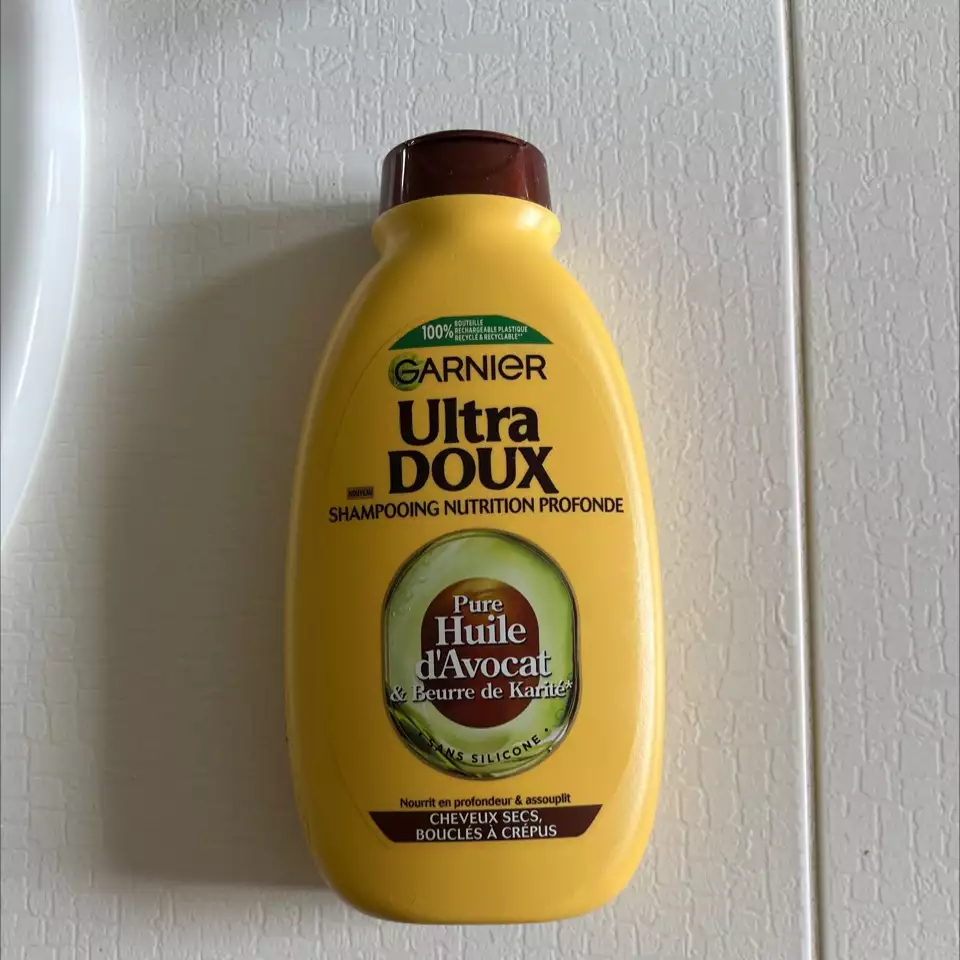 100%
BOUTEILLE
RECHARGEABLE PLASTIQUE
RECYCLÉ & RECYCLABLE**
GARNIER
Ultra
DOUX
NOUVEAU
SHAMPOOING NUTRITION PROFONDE
Pure
Huile
d'Avocat
& Beurre de Karité*
• SANS SILICONE •
Nourrit en profondeur & assouplit
CHEVEUX SECS,
BOUCLÉS À CRÉPUS